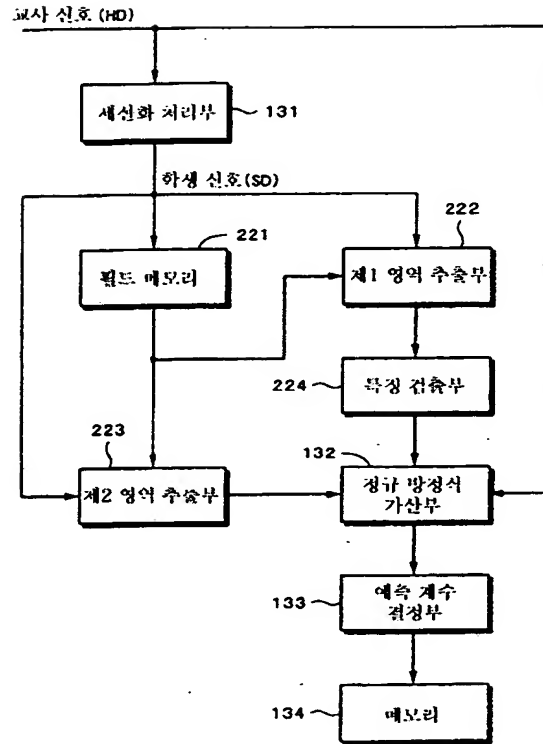 교사 신호 (HD)
세선화 처리부
131
학생 신호(SD)
221
222
필드 메모리
제1 영역 추출부
224
특징 검출부
223
132
제2 영역 추출부
정규 방정식
가산부
133
예측 계수
결정부
134
메모리